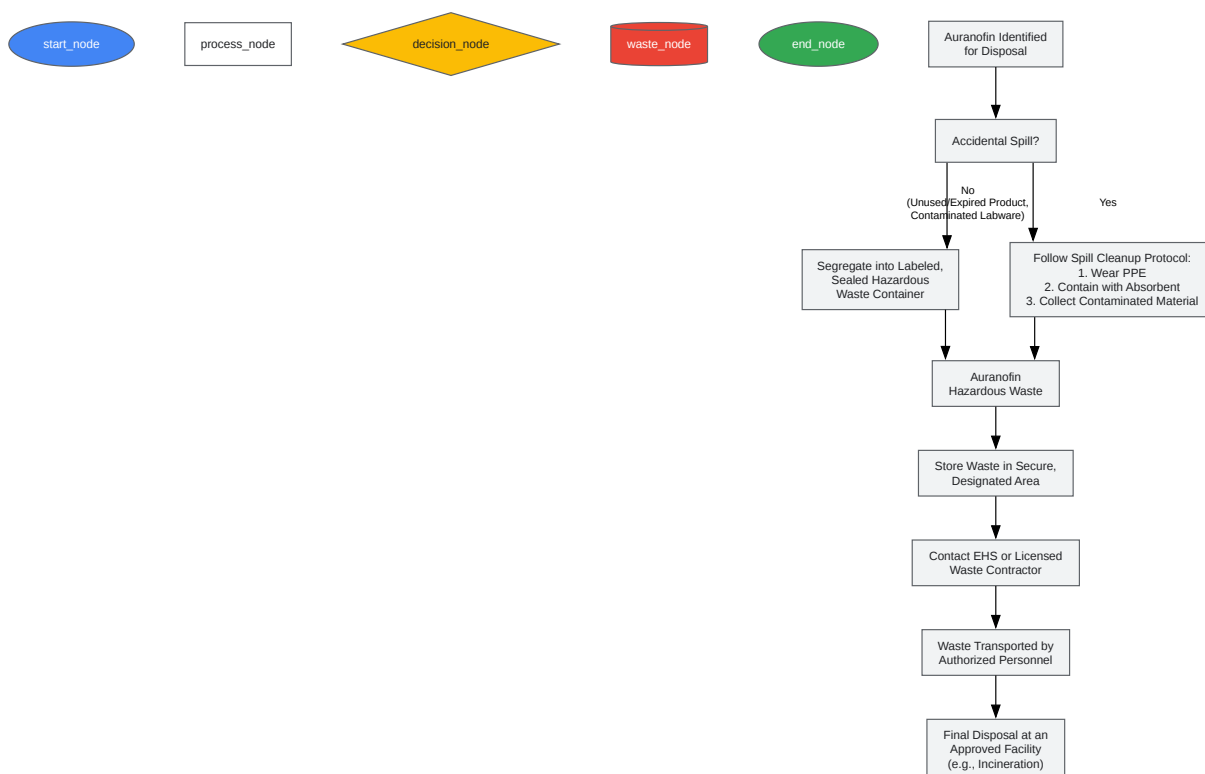 start_node
process_node
decision_node
waste_node
end_node
Auranofin Identified
for Disposal
Accidental Spill?
No
(Unused/Expired Product,
Contaminated Labware)
Yes
Segregate into Labeled,
Sealed Hazardous
Waste Container
Follow Spill Cleanup Protocol:
1. Wear PPE
2. Contain with Absorbent
3. Collect Contaminated Material
Auranofin
Hazardous Waste
Store Waste in Secure,
Designated Area
Contact EHS or Licensed
Waste Contractor
Waste Transported by
Authorized Personnel
Final Disposal at an
Approved Facility
(e.g., Incineration)